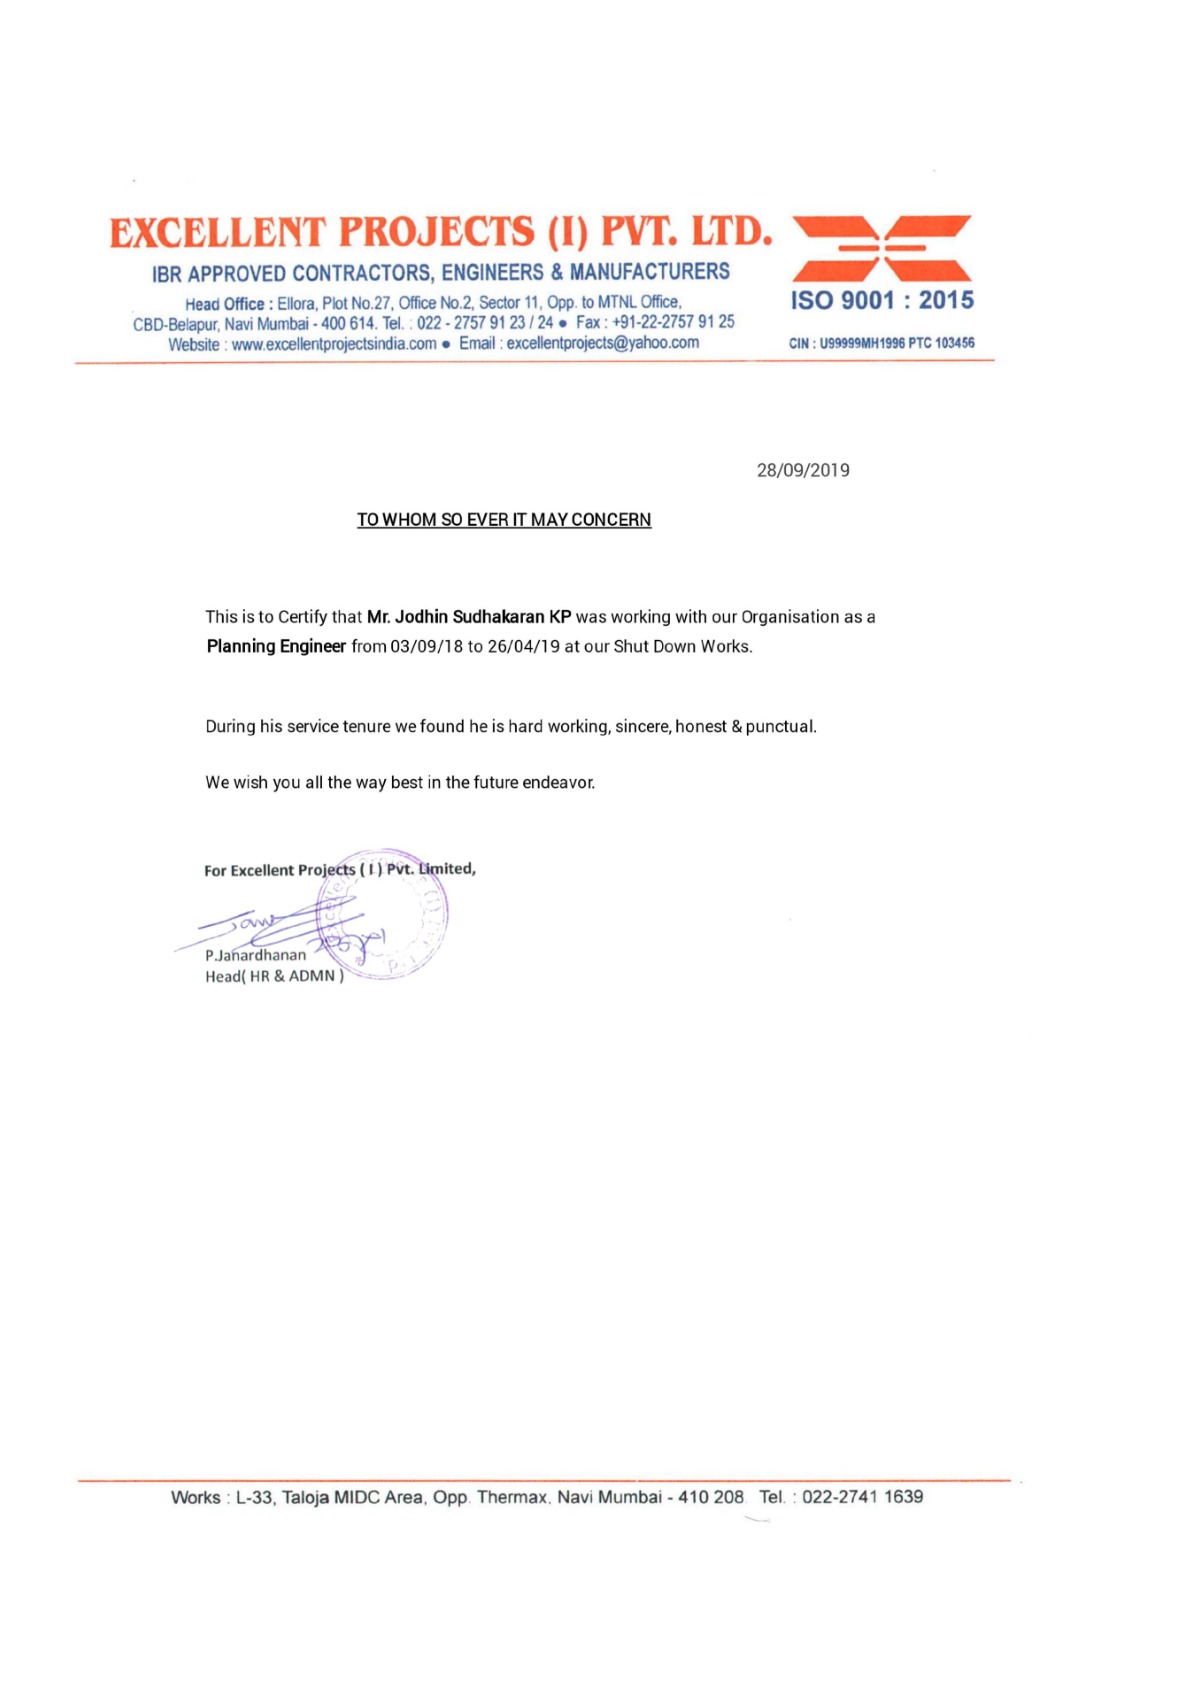 EXCELLENT PROJECTS (I) PVT. LTD.
IBR APPROVED CONTRACTORS, ENGINEERS & MANUFACTURERS
Head Office : Ellora, Plot No.27, Office No.2, Sector 11, Opp. to MTNL Office,
CBD-Belapur, Navi Mumbai - 400 614. Tel. : 022 - 2757 91 23 / 24 ● Fax : +91-22-2757 91 25
Website : www.excellentprojectsindia.com ● Email : excellentprojects@yahoo.com
ISO 9001 : 2015
CIN : U99999MH1996 PTC 103456
28/09/2019
TO WHOM SO EVER IT MAY CONCERN
This is to Certify that Mr. Jodhin Sudhakaran KP was working with our Organisation as a
Planning Engineer from 03/09/18 to 26/04/19 at our Shut Down Works.
During his service tenure we found he is hard working, sincere, honest & punctual.
We wish you all the way best in the future endeavor.
For Excellent Projects ( I ) Pvt. Limited,
P.Janardhanan
Head( HR & ADMN )
Works : L-33, Taloja MIDC Area, Opp. Thermax, Navi Mumbai - 410 208. Tel. : 022-2741 1639